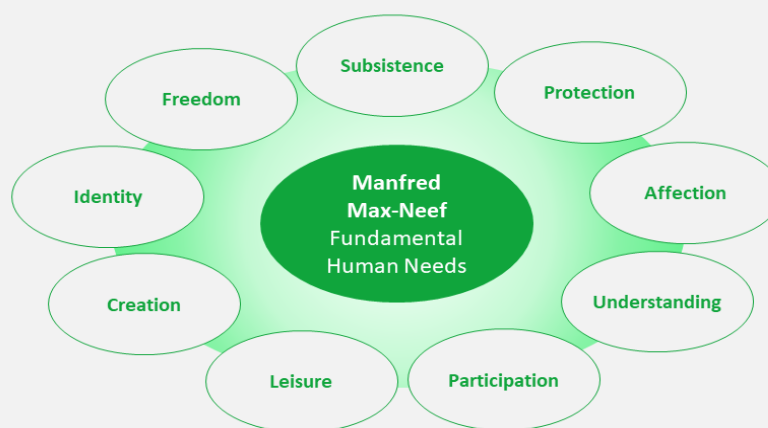 Subsistence
Protection
Affection
Understanding
Participation
Leisure
Creation
Identity
Freedom
Manfred
Max-Neef
Fundamental
Human Needs